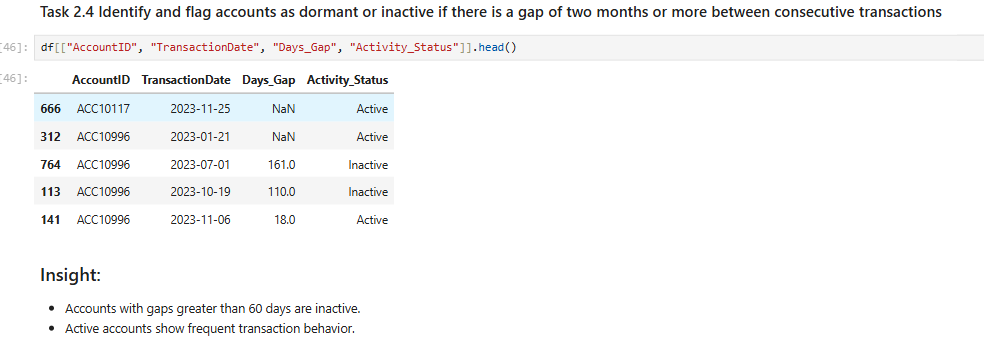 Task 2.4 Identify and flag accounts as dormant or inactive if there is a gap of two months or more between consecutive transactions
[46]: df[["AccountID", "TransactionDate", "Days_Gap", "Activity_Status"]].head()
[46]: AccountID TransactionDate Days_Gap Activity_Status
666 ACC10117 2023-11-25 NaN Active
312 ACC10996 2023-01-21 NaN Active
764 ACC10996 2023-07-01 161.0 Inactive
113 ACC10996 2023-10-19 110.0 Inactive
141 ACC10996 2023-11-06 18.0 Active
Insight:
• Accounts with gaps greater than 60 days are inactive.
• Active accounts show frequent transaction behavior.